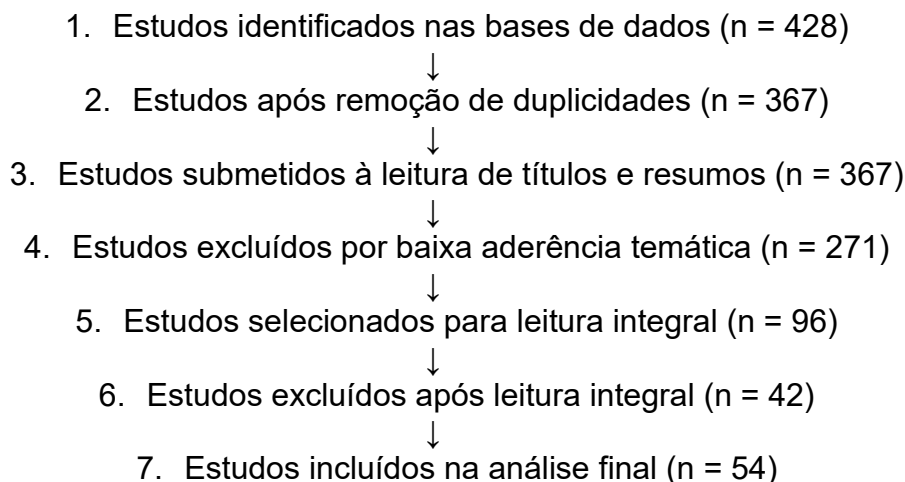 1. Estudos identificados nas bases de dados (n = 428)
↓
2. Estudos após remoção de duplicidades (n = 367)
↓
3. Estudos submetidos à leitura de títulos e resumos (n = 367)
↓
4. Estudos excluídos por baixa aderência temática (n = 271)
↓
5. Estudos selecionados para leitura integral (n = 96)
↓
6. Estudos excluídos após leitura integral (n = 42)
↓
7. Estudos incluídos na análise final (n = 54)